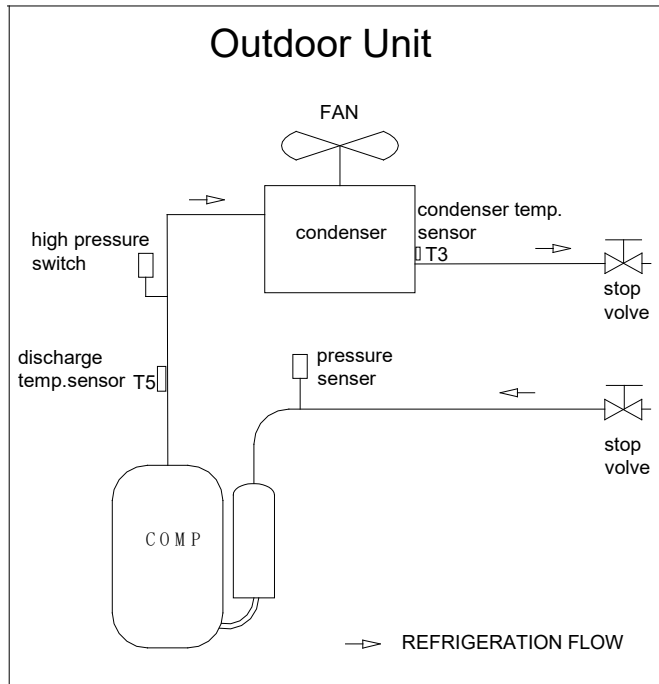 Outdoor Unit
FAN
condenser
condenser temp.
sensor
T3
high pressure
switch
stop
volve
discharge
temp.sensor T5
pressure
senser
stop
volve
COMP
REFRIGERATION FLOW